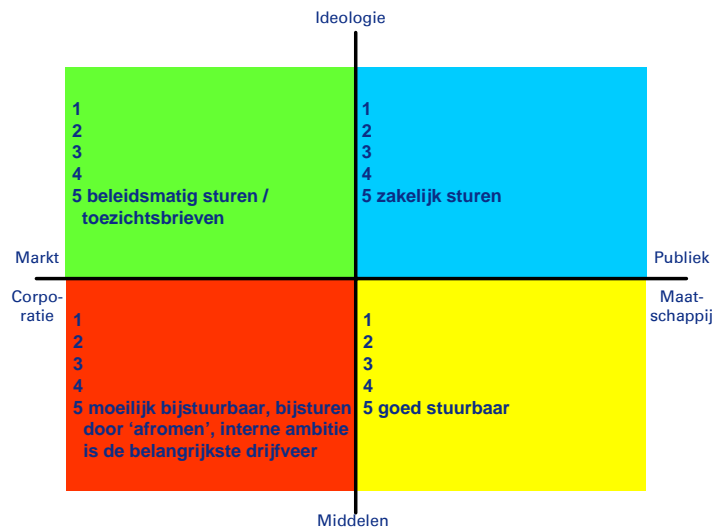 Ideologie
1
2
3
4
5 beleidsmatig sturen /
toezichtsbrieven
1
2
3
4
5 zakelijk sturen
Markt
Publiek
Corpo-
ratie
Maat-
schappij
1
2
3
4
5 moeilijk bijstuurbaar, bijsturen
door ‘afromen’, interne ambitie
is de belangrijkste drijfveer
1
2
3
4
5 goed stuurbaar
Middelen